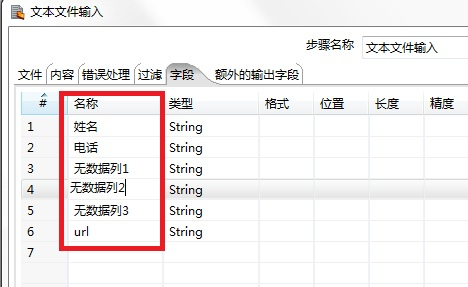 文本文件输入
步骤名称 文本文件输入
文件 内容 错误处理 过滤 字段 额外的输出字段
# 名称 类型 格式 位置 长度 精度
1 姓名 String
2 电话 String
3 无数据列1 String
4 无数据列2 String
5 无数据列3 String
6 url String
7